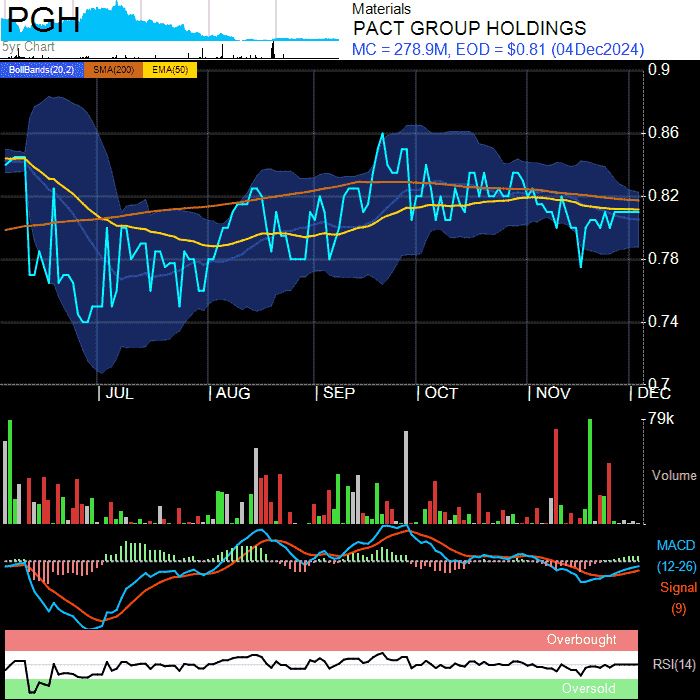 PGH
5yr Chart
Materials
PACT GROUP HOLDINGS
MC = 278.9M, EOD = $0.81 (04Dec2024)
BollBands(20,2) SMA(200) EMA(50)
0.9
0.86
0.82
0.78
0.74
0.7
JUL AUG SEP OCT NOV DEC
79k
Volume
MACD
(12-26)
Signal
(9)
Overbought
RSI(14)
Oversold